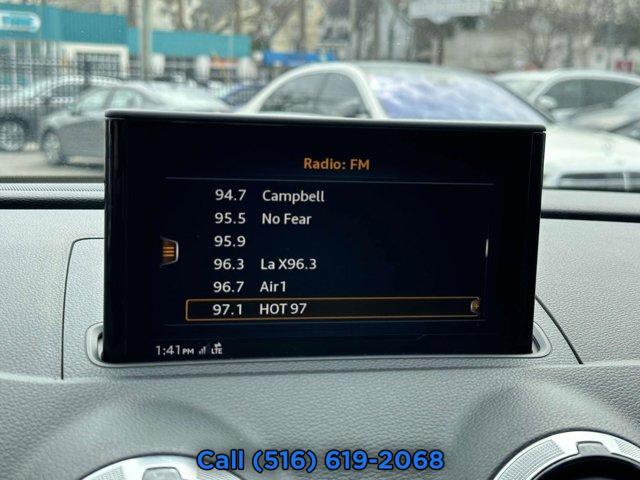 Radio: FM
94.7 Campbell
95.5 No Fear
95.9
96.3 La X96.3
96.7 Air1
97.1 HOT 97
1:41PM LTE
Call (516) 619-2068